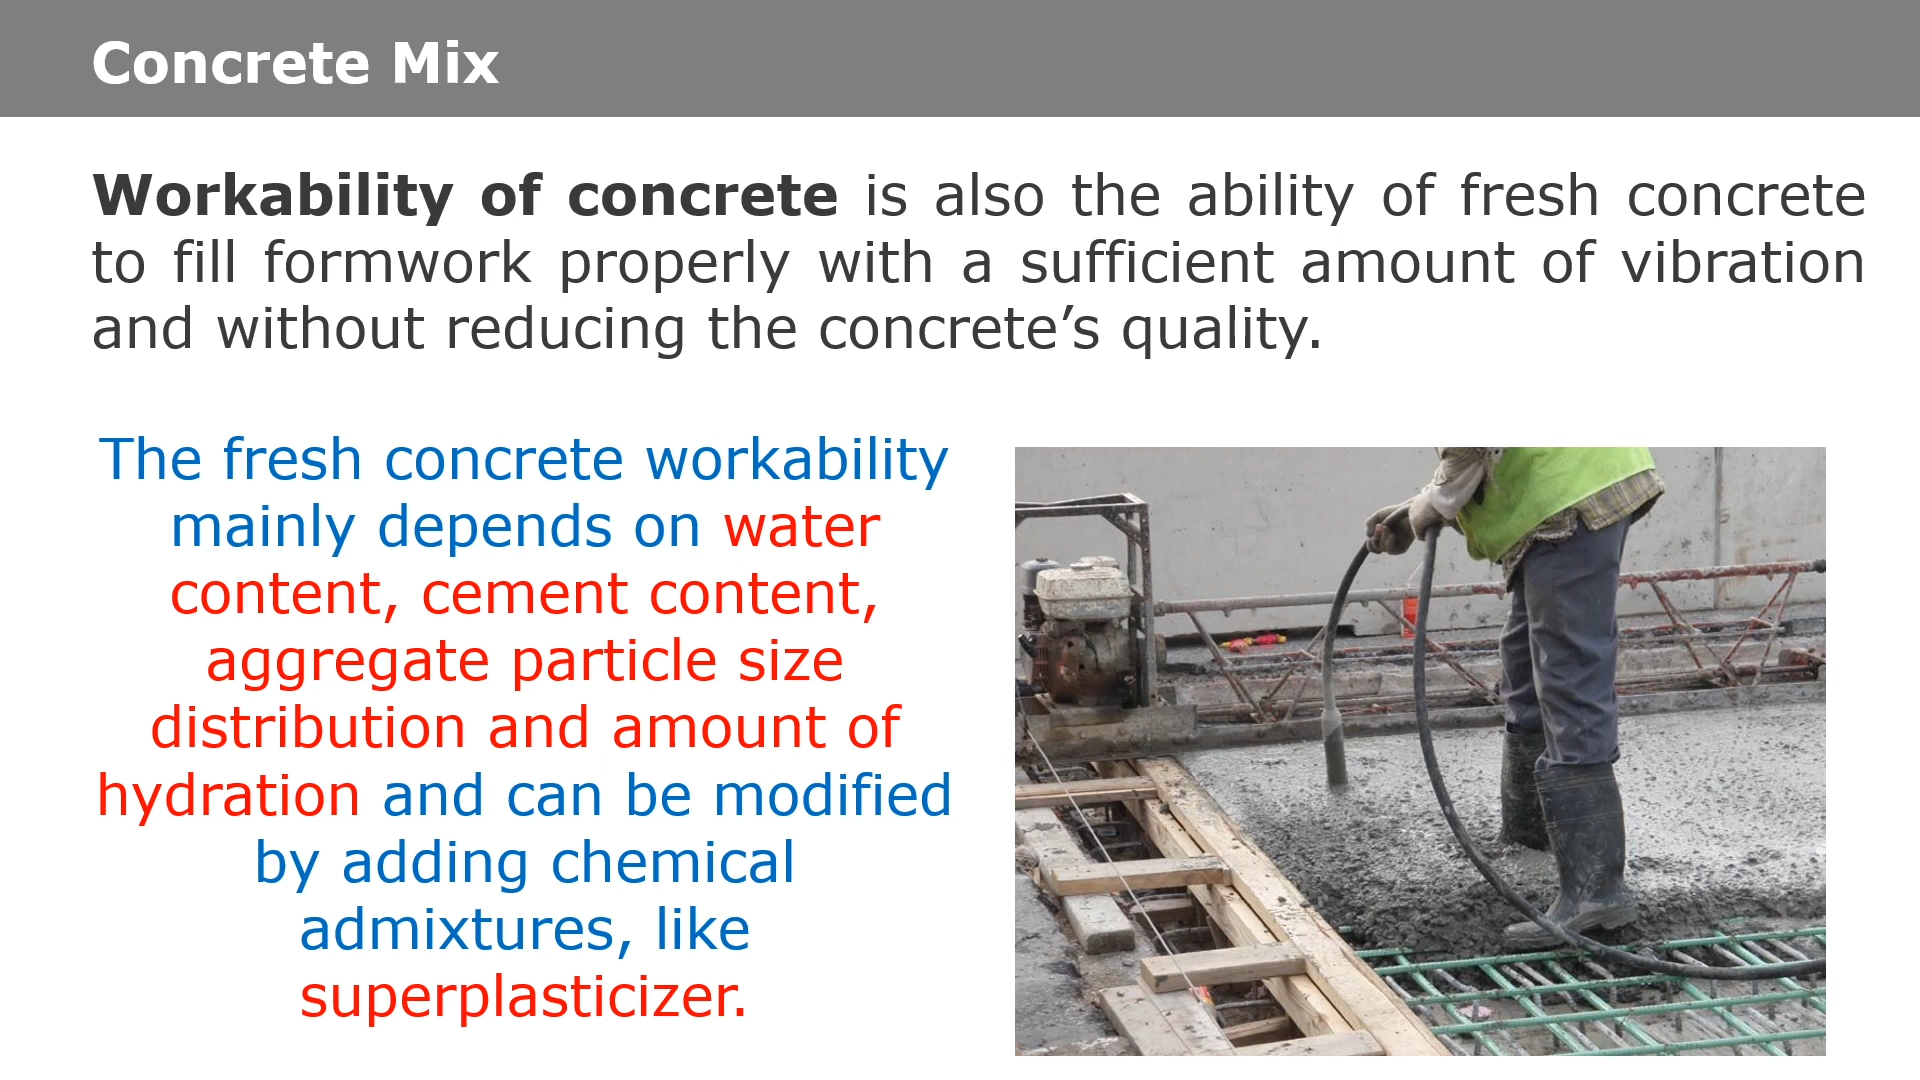 Concrete Mix
Workability of concrete is also the ability of fresh concrete
to fill formwork properly with a sufficient amount of vibration
and without reducing the concrete’s quality.
The fresh concrete workability
mainly depends on water
content, cement content,
aggregate particle size
distribution and amount of
hydration and can be modified
by adding chemical
admixtures, like
superplasticizer.